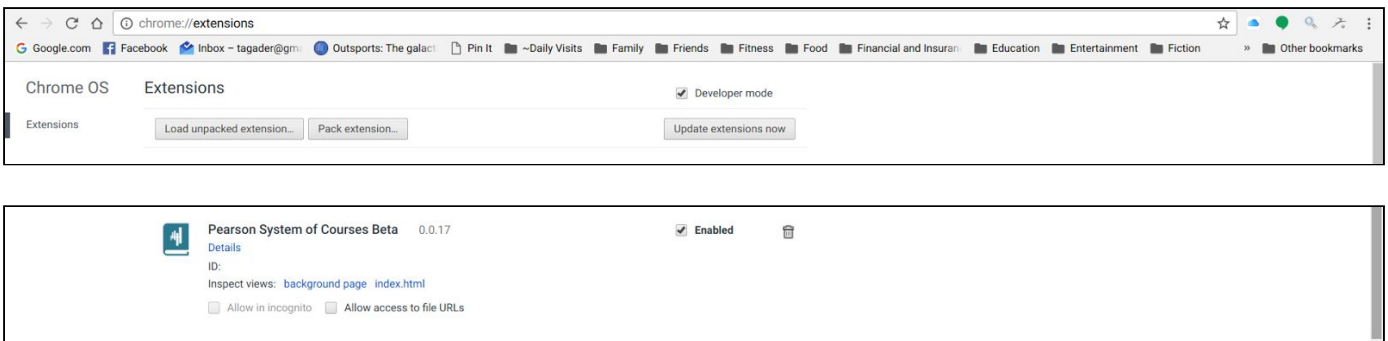 chrome://extensions
Google.com Facebook Inbox – tagader@gm Outsports: The galact Pin It ~Daily Visits Family Friends Fitness Food Financial and Insuran Education Entertainment Fiction » Other bookmarks
Chrome OS Extensions Developer mode
Extensions Load unpacked extension... Pack extension... Update extensions now
Pearson System of Courses Beta 0.0.17 Enabled
Details
ID:
Inspect views: background page index.html
Allow in incognito Allow access to file URLs